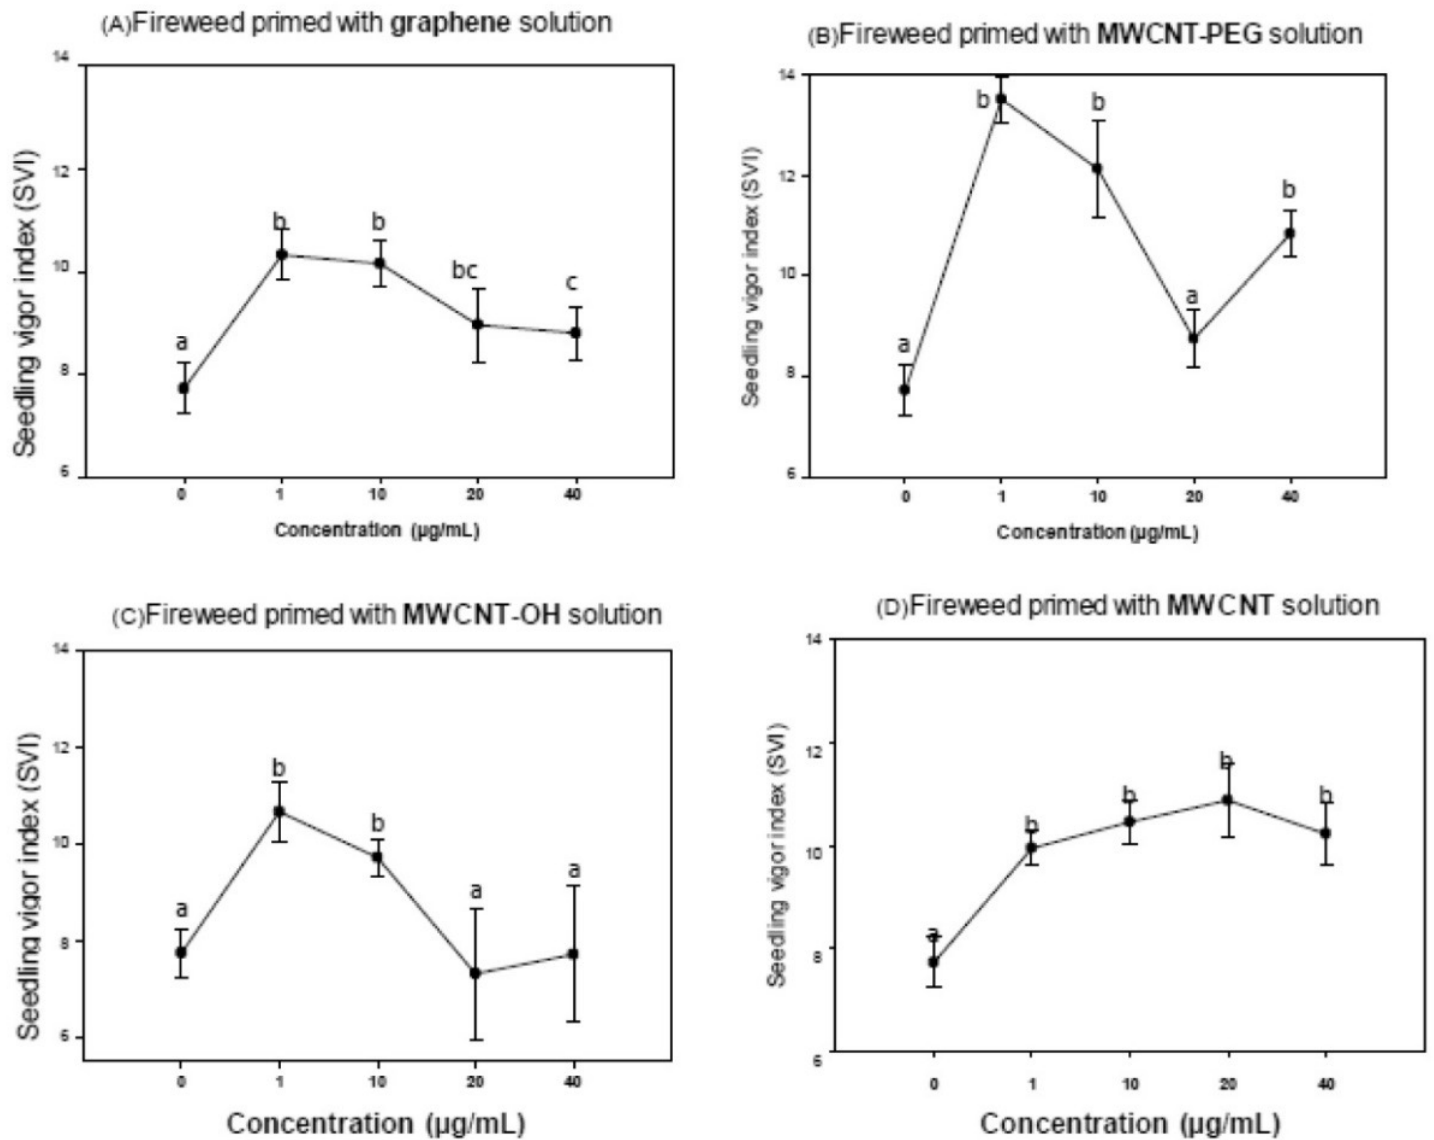 (A)Fireweed primed with graphene solution
Seedling vigor index (SVI)
14
12
10
8
6
a
b
b
bc
c
0 1 10 20 40
Concentration (µg/mL)
(B)Fireweed primed with MWCNT-PEG solution
Seedling vigor index (SVI)
14
12
10
8
6
a
b
b
a
b
0 1 10 20 40
Concentration (µg/mL)
(C)Fireweed primed with MWCNT-OH solution
Seedling vigor index (SVI)
14
12
10
8
6
a
b
b
a
a
0 1 10 20 40
Concentration (µg/mL)
(D)Fireweed primed with MWCNT solution
Seedling vigor index (SVI)
14
12
10
8
6
a
b
b
b
b
0 1 10 20 40
Concentration (µg/mL)